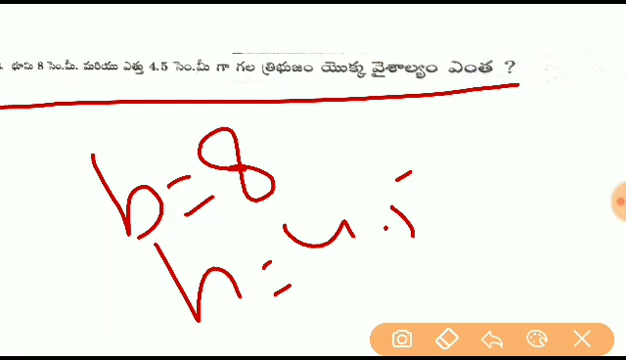 . భూమి 8 సెం.మీ. మరియు ఎత్తు 4.5 సెం.మీ గా గల త్రిభుజం యొక్క వైశాల్యం ఎంత ?
b = 8
h = 4.5